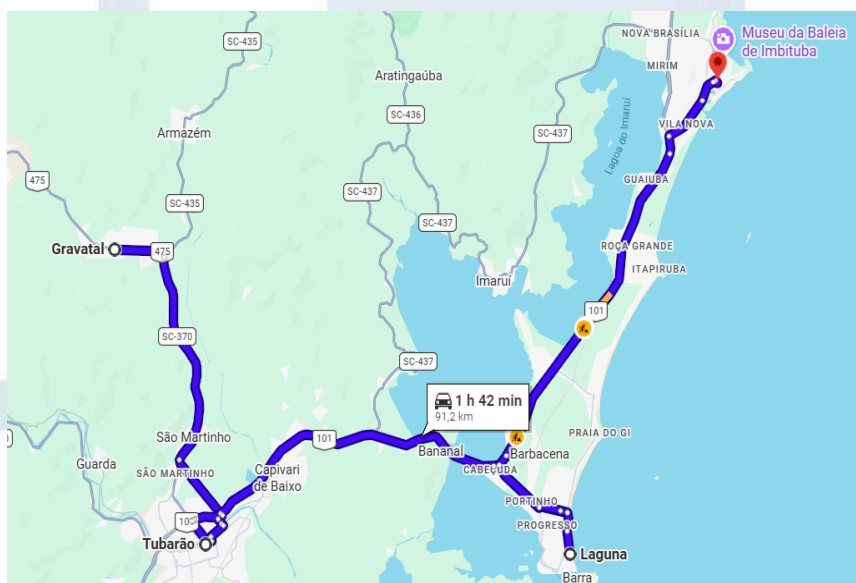 NOVA BRASÍLIA
Museu da Baleia
de Imbituba
SC-435
MIRIM
Aratingaúba
SC-436
Armazém
SC-437
Lagoa do Imaruí
VILA NOVA
475
GUAIUBA
SC-437
SC-435
SC-437
Gravatal
475
ROÇA GRANDE
ITAPIRUBA
Imaruí
101
SC-370
SC-437
1 h 42 min
91,2 km
São Martinho
101
Bananal
Barbacena
PRAIA DO GI
Guarda
SÃO MARTINHO
Capivari
de Baixo
CABEÇUDA
PORTINHO
PROGRESSO
Tubarão
Laguna
Barra